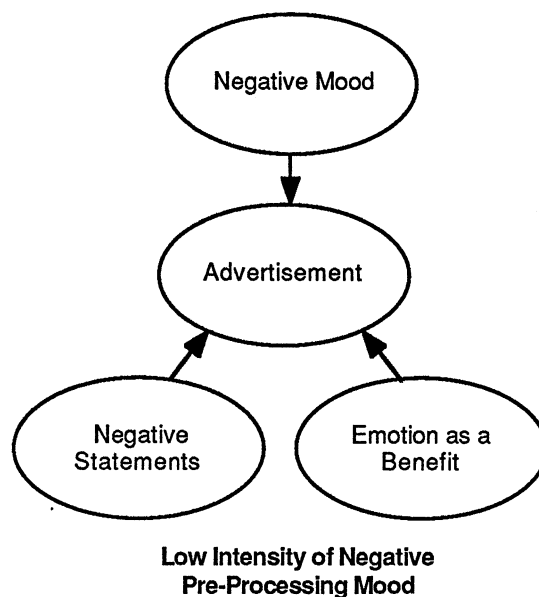 Negative Mood
Advertisement
Negative
Statements
Emotion as a
Benefit
Low Intensity of Negative
Pre-Processing Mood